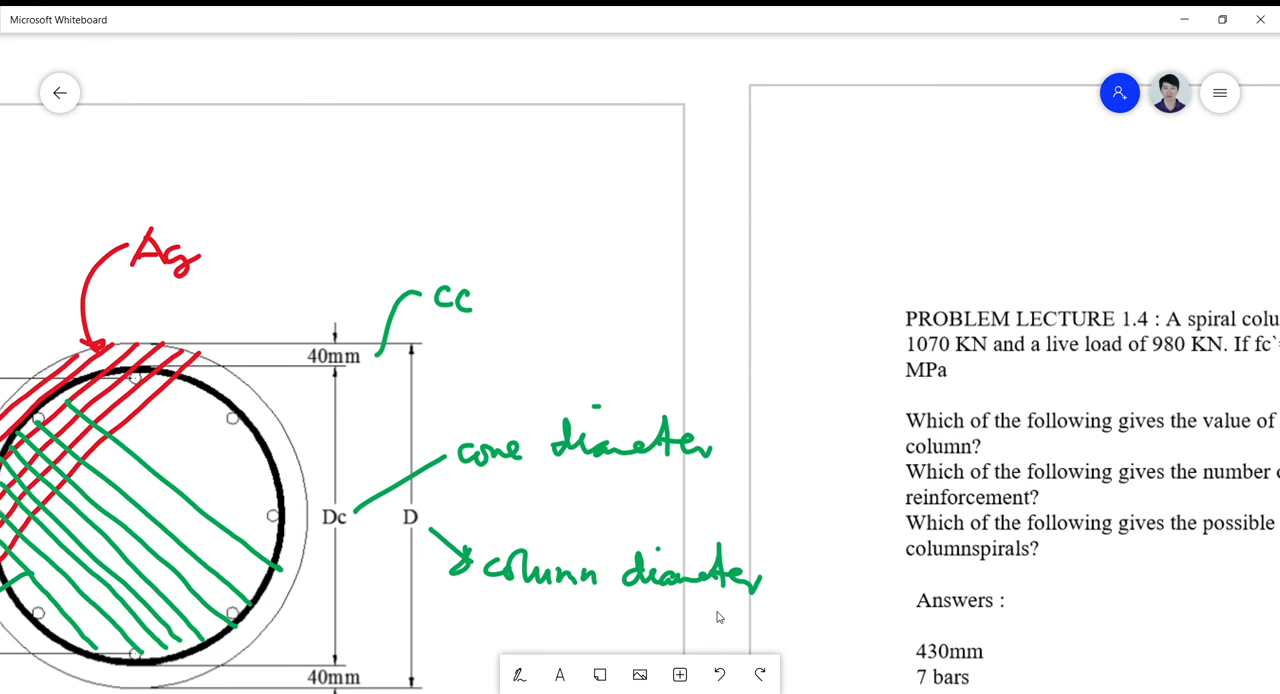 Microsoft Whiteboard
Ag
CC
40mm
core diameter
Dc
D
column diameter
40mm
PROBLEM LECTURE 1.4 : A spiral colu
1070 KN and a live load of 980 KN. If fc`=
MPa
Which of the following gives the value of
column?
Which of the following gives the number o
reinforcement?
Which of the following gives the possible
columnspirals?
Answers :
430mm
7 bars